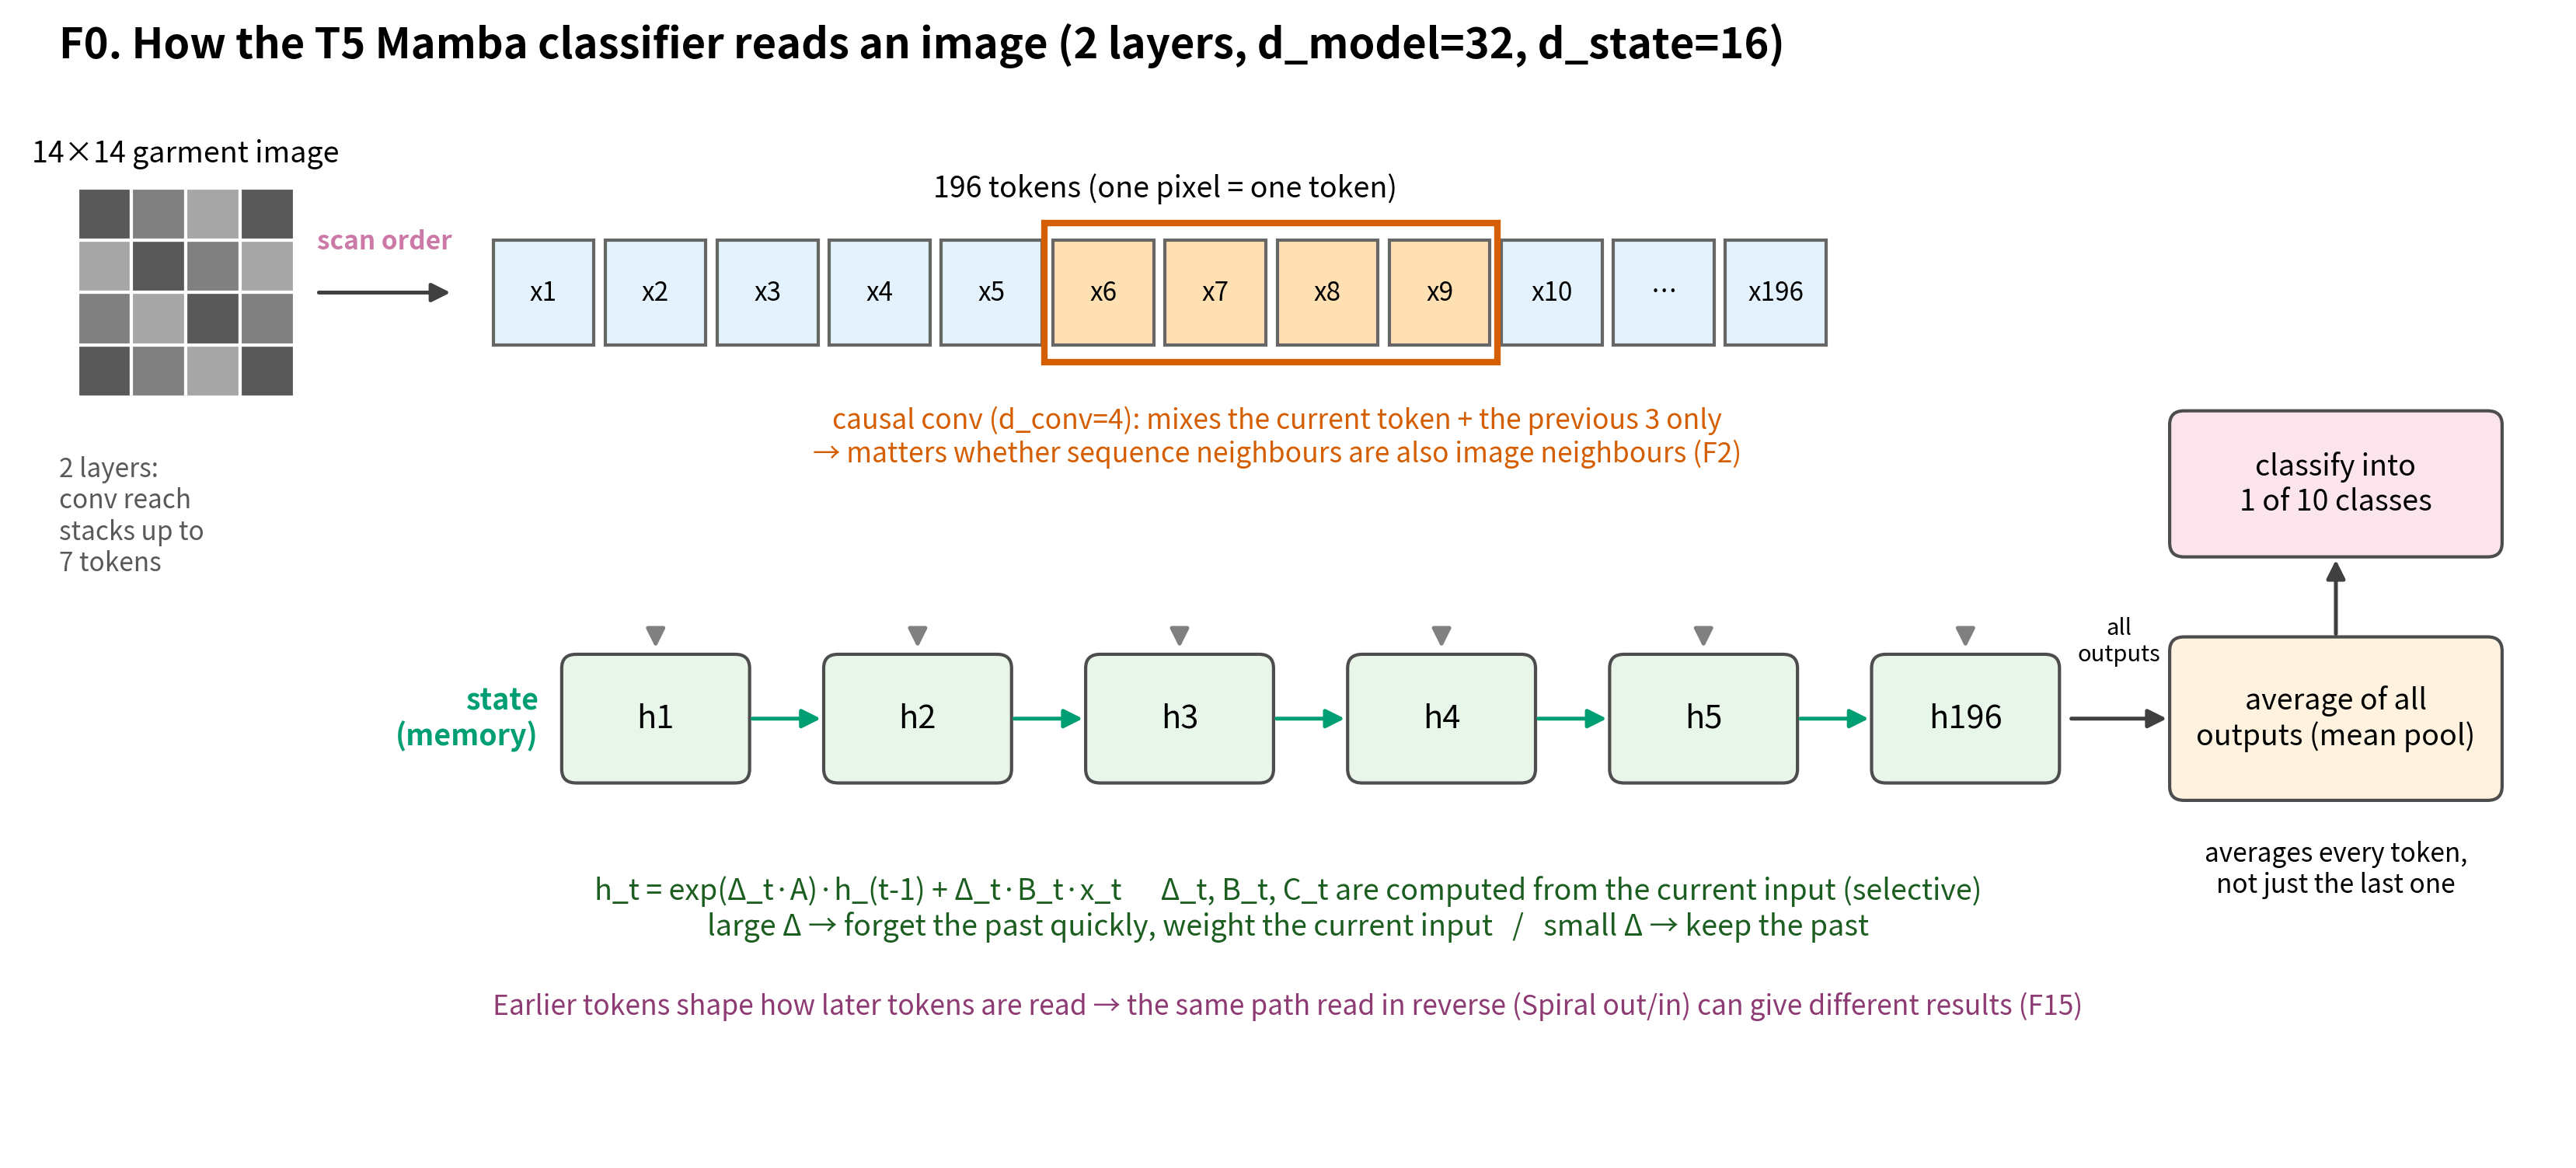 F0. How the T5 Mamba classifier reads an image (2 layers, d_model=32, d_state=16)
14×14 garment image
scan order
196 tokens (one pixel = one token)
x1 x2 x3 x4 x5 x6 x7 x8 x9 x10 ⋯ x196
causal conv (d_conv=4): mixes the current token + the previous 3 only
→ matters whether sequence neighbours are also image neighbours (F2)
2 layers:
conv reach
stacks up to
7 tokens
classify into
1 of 10 classes
state
(memory)
h1 h2 h3 h4 h5 h196
all
outputs
average of all
outputs (mean pool)
averages every token,
not just the last one
h_t = exp(Δ_t·A)·h_(t-1) + Δ_t·B_t·x_t Δ_t, B_t, C_t are computed from the current input (selective)
large Δ → forget the past quickly, weight the current input / small Δ → keep the past
Earlier tokens shape how later tokens are read → the same path read in reverse (Spiral out/in) can give different results (F15)